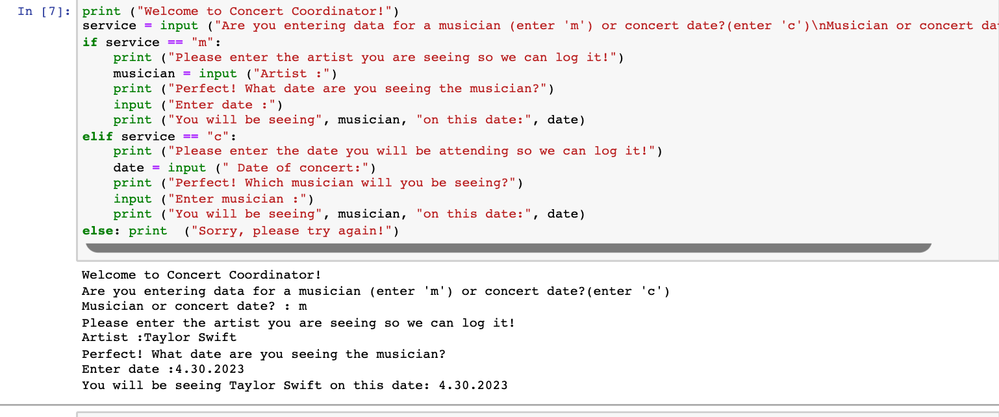 In [7]: print ("Welcome to Concert Coordinator!")
service = input ("Are you entering data for a musician (enter 'm') or concert date?(enter 'c')\nMusician or concert da
if service == "m":
    print ("Please enter the artist you are seeing so we can log it!")
    musician = input ("Artist :")
    print ("Perfect! What date are you seeing the musician?")
    input ("Enter date :")
    print ("You will be seeing", musician, "on this date:", date)
elif service == "c":
    print ("Please enter the date you will be attending so we can log it!")
    date = input (" Date of concert:")
    print ("Perfect! Which musician will you be seeing?")
    input ("Enter musician :")
    print ("You will be seeing", musician, "on this date:", date)
else: print  ("Sorry, please try again!")
Welcome to Concert Coordinator!
Are you entering data for a musician (enter 'm') or concert date?(enter 'c')
Musician or concert date? : m
Please enter the artist you are seeing so we can log it!
Artist :Taylor Swift
Perfect! What date are you seeing the musician?
Enter date :4.30.2023
You will be seeing Taylor Swift on this date: 4.30.2023